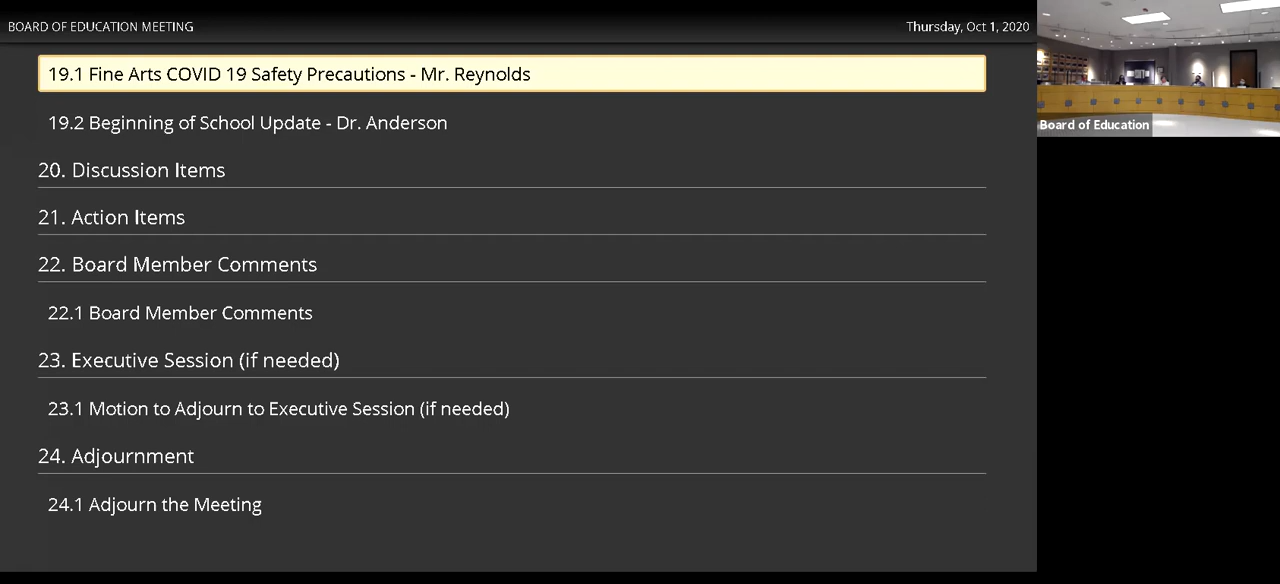 BOARD OF EDUCATION MEETING
Thursday, Oct 1, 2020
19.1 Fine Arts COVID 19 Safety Precautions - Mr. Reynolds
19.2 Beginning of School Update - Dr. Anderson
20. Discussion Items
21. Action Items
22. Board Member Comments
22.1 Board Member Comments
23. Executive Session (if needed)
23.1 Motion to Adjourn to Executive Session (if needed)
24. Adjournment
24.1 Adjourn the Meeting
Board of Education